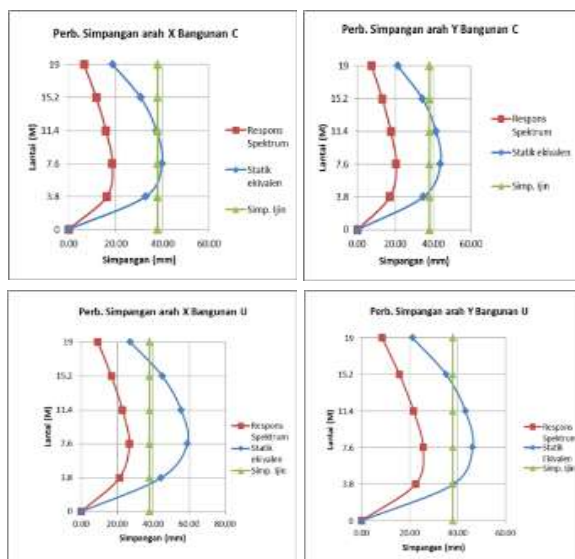 Perb. Simpangan arah X Bangunan C
Lantai (M)
19
15.2
11.4
7.6
3.8
0
0.00 20.00 40.00 60.00
Simpangan (mm)
Respons
Spektrum
Statik
ekivalen
Simp. Ijin
Perb. Simpangan arah Y Bangunan C
Lantai (M)
19
15.2
11.4
7.6
3.8
0
0.00 20.00 40.00 60.00
Simpangan (mm)
Respons
Spektrum
Statik ekivalen
Simp. ijin
Perb. Simpangan arah X Bangunan U
Lantai (M)
19
15.2
11.4
7.6
3.8
0
0.00 20.00 40.00 60.00 80.00
Simpangan (mm)
Respons
Spektrum
Statik
ekivalen
Simp. Ijin
Perb. Simpangan arah Y Bangunan U
Lantai (M)
19
15.2
11.4
7.6
3.8
0
0.00 20.00 40.00 60.00
Simpangan (mm)
Respons
Spektrum
Statik
Ekivalen
Simp. Ijin